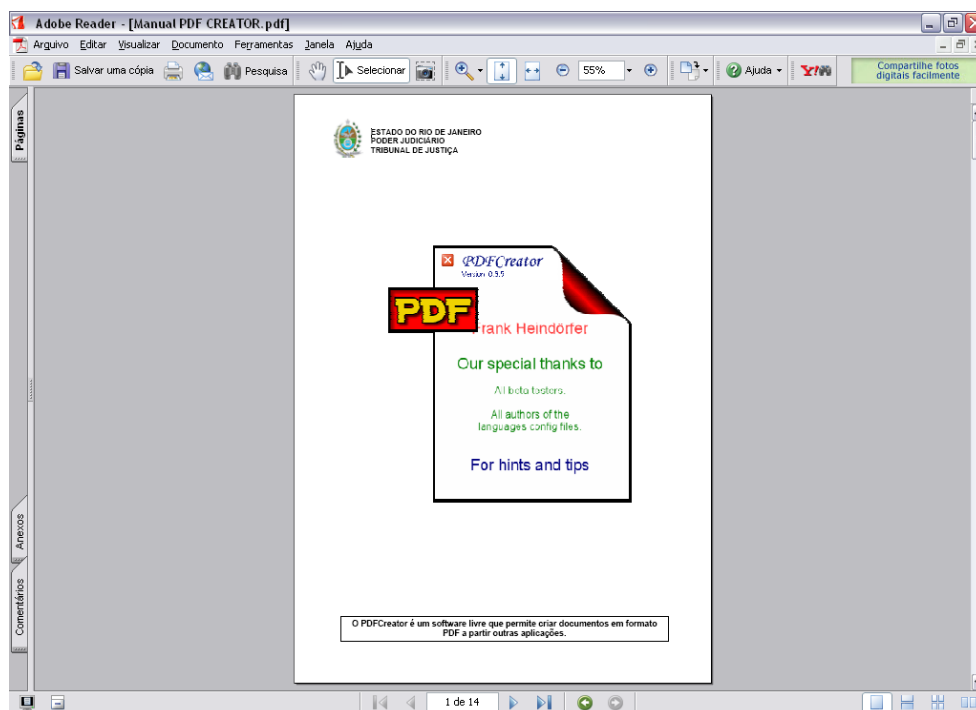 Adobe Reader - [Manual PDF CREATOR.pdf]
Arquivo Editar Visualizar Documento Ferramentas Janela Ajuda
Salvar uma cópia Pesquisa Selecionar 55% Ajuda Y! Compartilhe fotos
digitais facilmente
Páginas
ESTADO DO RIO DE JANEIRO
PODER JUDICIÁRIO
TRIBUNAL DE JUSTIÇA
PDFCreator
Version 0.9.5
PDF
Frank Heindörfer
Our special thanks to
All beta testers.
All authors of the
languages config files.
For hints and tips
Anexos
Comentários
O PDFCreator é um software livre que permite criar documentos em formato
PDF a partir outras aplicações.
1 de 14